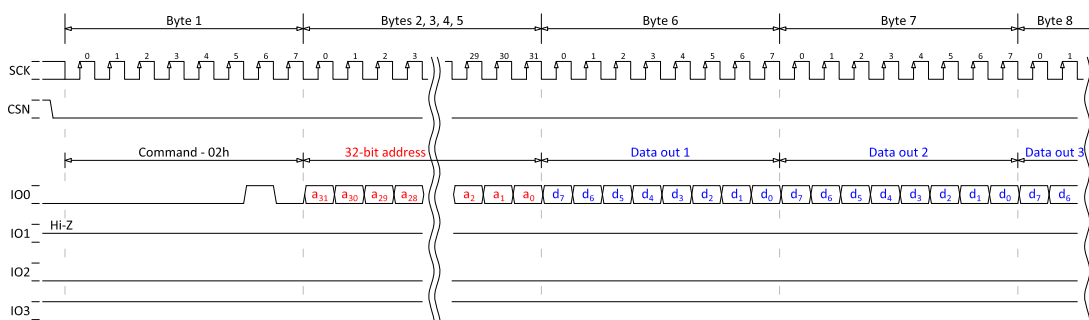 Byte 1 Bytes 2, 3, 4, 5 Byte 6 Byte 7 Byte 8
0 1 2 3 4 5 6 7 0 1 2 3 29 30 31 0 1 2 3 4 5 6 7 0 1 2 3 4 5 6 7 0 1
SCK
CSN
Command - 02h 32-bit address Data out 1 Data out 2 Data out 3
IO0 a31 a30 a29 a28 a2 a1 a0 d7 d6 d5 d4 d3 d2 d1 d0 d7 d6 d5 d4 d3 d2 d1 d0 d7 d6
Hi-Z
IO1
IO2
IO3